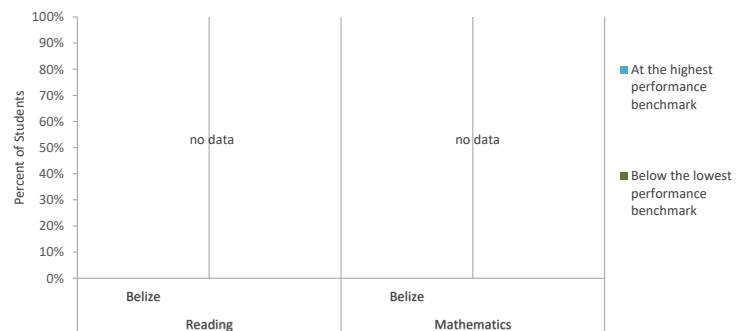 100%
90%
80%
70%
60%
50%
40%
30%
20%
10%
0%
Percent of Students
no data
no data
Belize
Belize
Reading
Mathematics
At the highest
performance
benchmark
Below the lowest
performance
benchmark